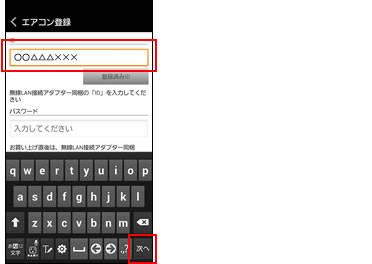 エアコン登録
ID
〇〇△△△×××
登録済みID
無線LAN接続アダプター同梱の「ID」を入力してくだ
さい
パスワード
入力してください
お買い上げ直後は、無線LAN接続アダプター同梱
q w e r t y u i o p
a s d f g h j k l
z x c v b n m
あA12
文字
T
,.?
次へ